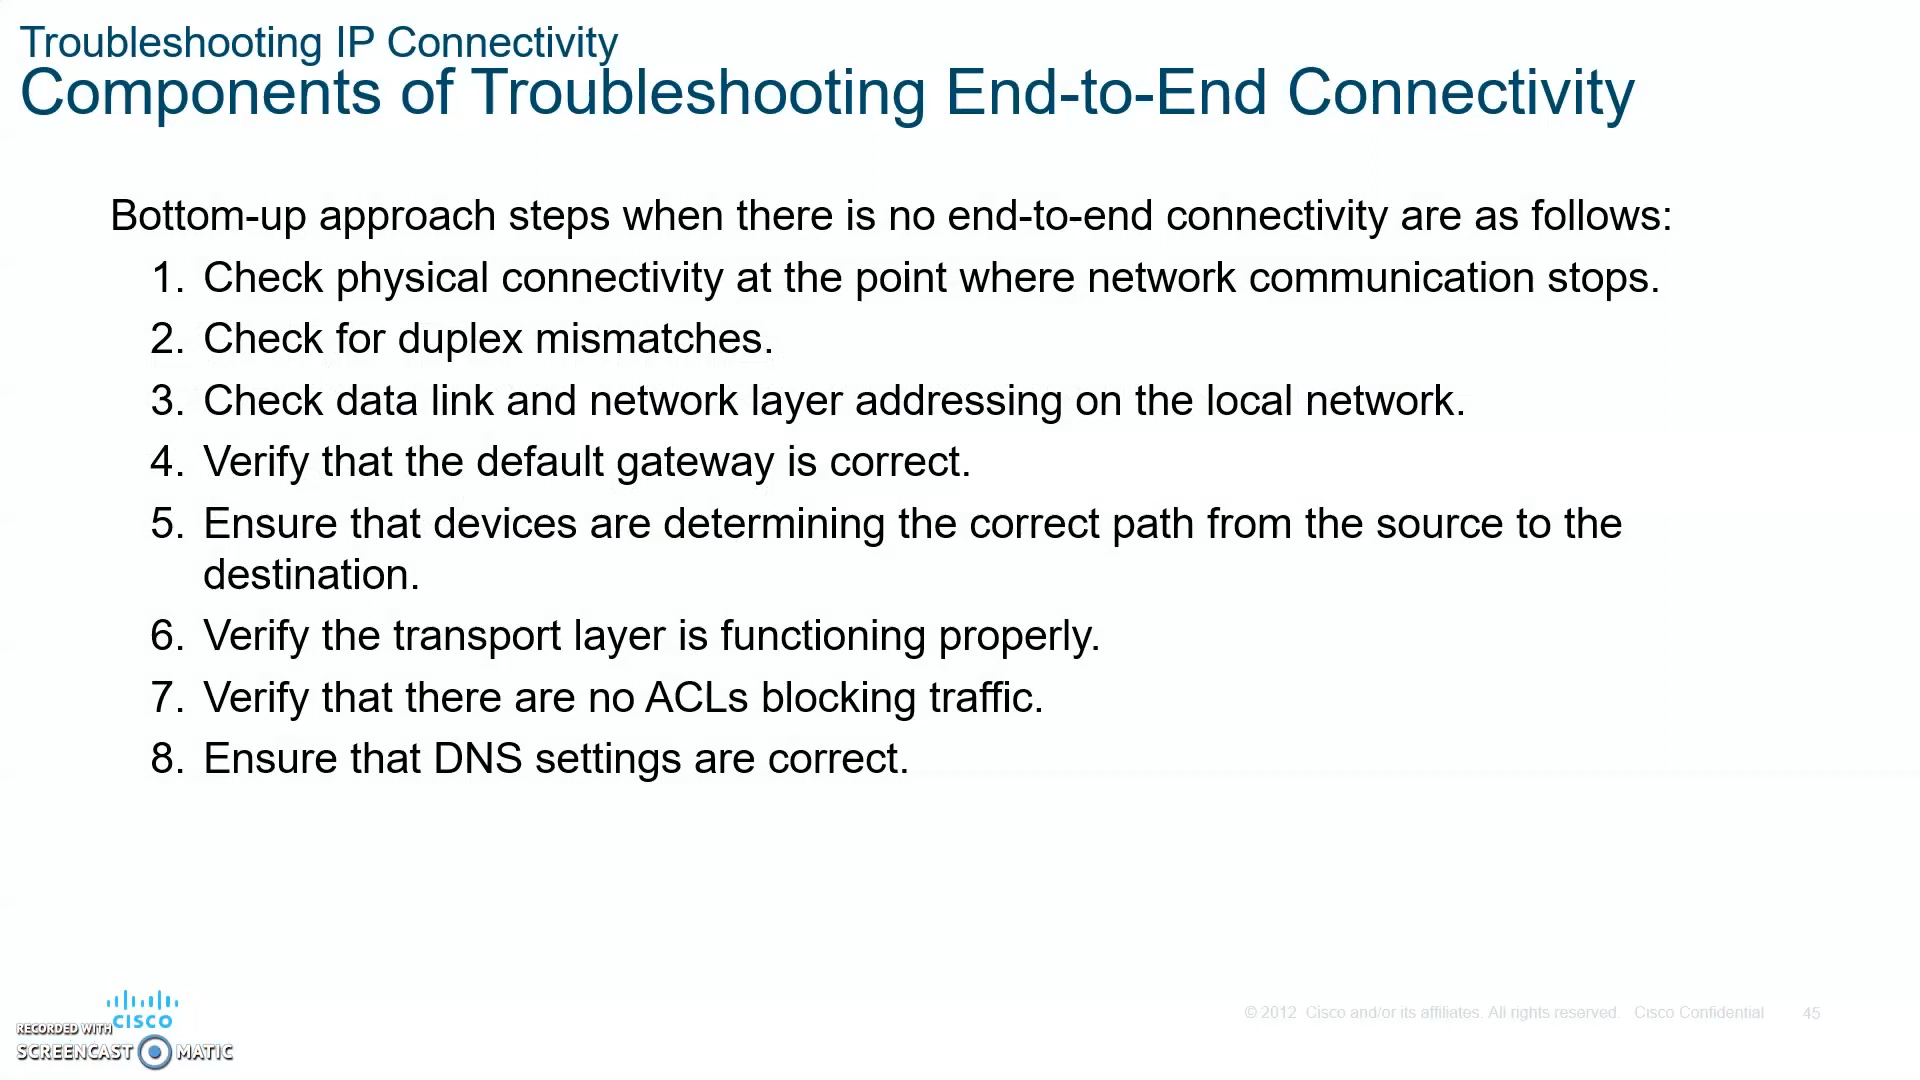 Troubleshooting IP Connectivity
Components of Troubleshooting End-to-End Connectivity
Bottom-up approach steps when there is no end-to-end connectivity are as follows:
1. Check physical connectivity at the point where network communication stops.
2. Check for duplex mismatches.
3. Check data link and network layer addressing on the local network.
4. Verify that the default gateway is correct.
5. Ensure that devices are determining the correct path from the source to the
destination.
6. Verify the transport layer is functioning properly.
7. Verify that there are no ACLs blocking traffic.
8. Ensure that DNS settings are correct.
CISCO
RECORDED WITH
SCREENCAST MATIC
© 2012 Cisco and/or its affiliates. All rights reserved. Cisco Confidential 45